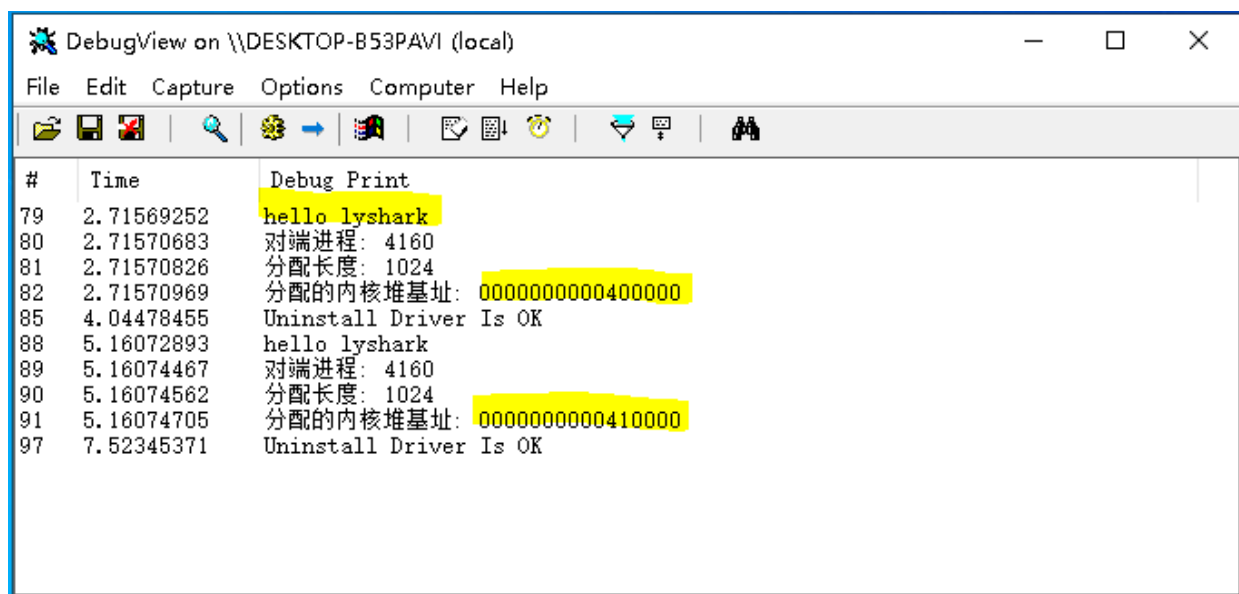 DebugView on \\DESKTOP-B53PAVI (local)
File Edit Capture Options Computer Help
# Time Debug Print
79 2.71569252 hello lyshark
80 2.71570683 对端进程: 4160
81 2.71570826 分配长度: 1024
82 2.71570969 分配的内核堆基址: 0000000000400000
85 4.04478455 Uninstall Driver Is OK
88 5.16072893 hello lyshark
89 5.16074467 对端进程: 4160
90 5.16074562 分配长度: 1024
91 5.16074705 分配的内核堆基址: 0000000000410000
97 7.52345371 Uninstall Driver Is OK